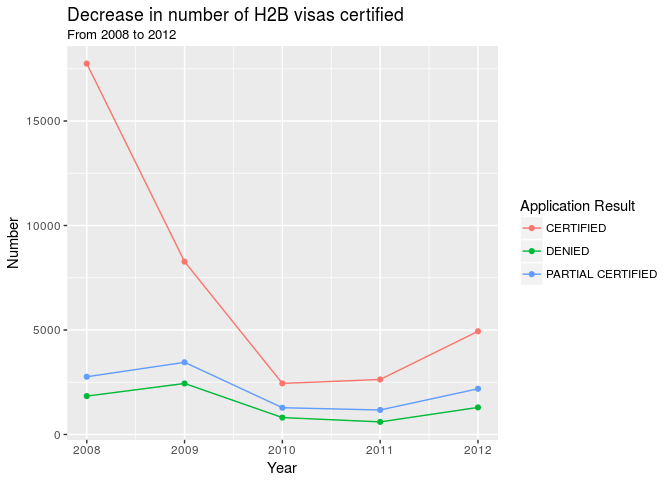 Decrease in number of H2B visas certified
From 2008 to 2012
Number
15000
10000
5000
0
2008 2009 2010 2011 2012
Year
Application Result
CERTIFIED
DENIED
PARTIAL CERTIFIED